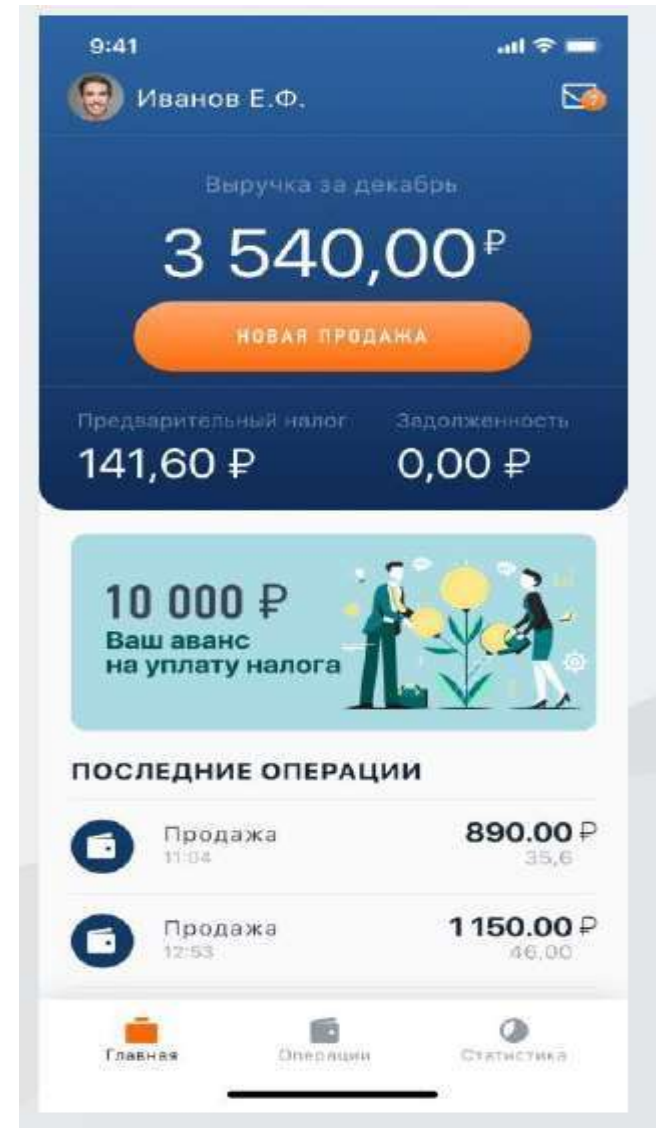 9:41
Иванов Е.Ф.
Выручка за декабрь
3 540,00 ₽
НОВАЯ ПРОДАЖА
Предварительный налог Задолженность
141,60 ₽ 0,00 ₽
10 000 ₽
Ваш аванс
на уплату налога
ПОСЛЕДНИЕ ОПЕРАЦИИ
Продажа 890.00 ₽
11:04 35,6
Продажа 1 150.00 ₽
12:53 46,00
Главная Операции Статистика